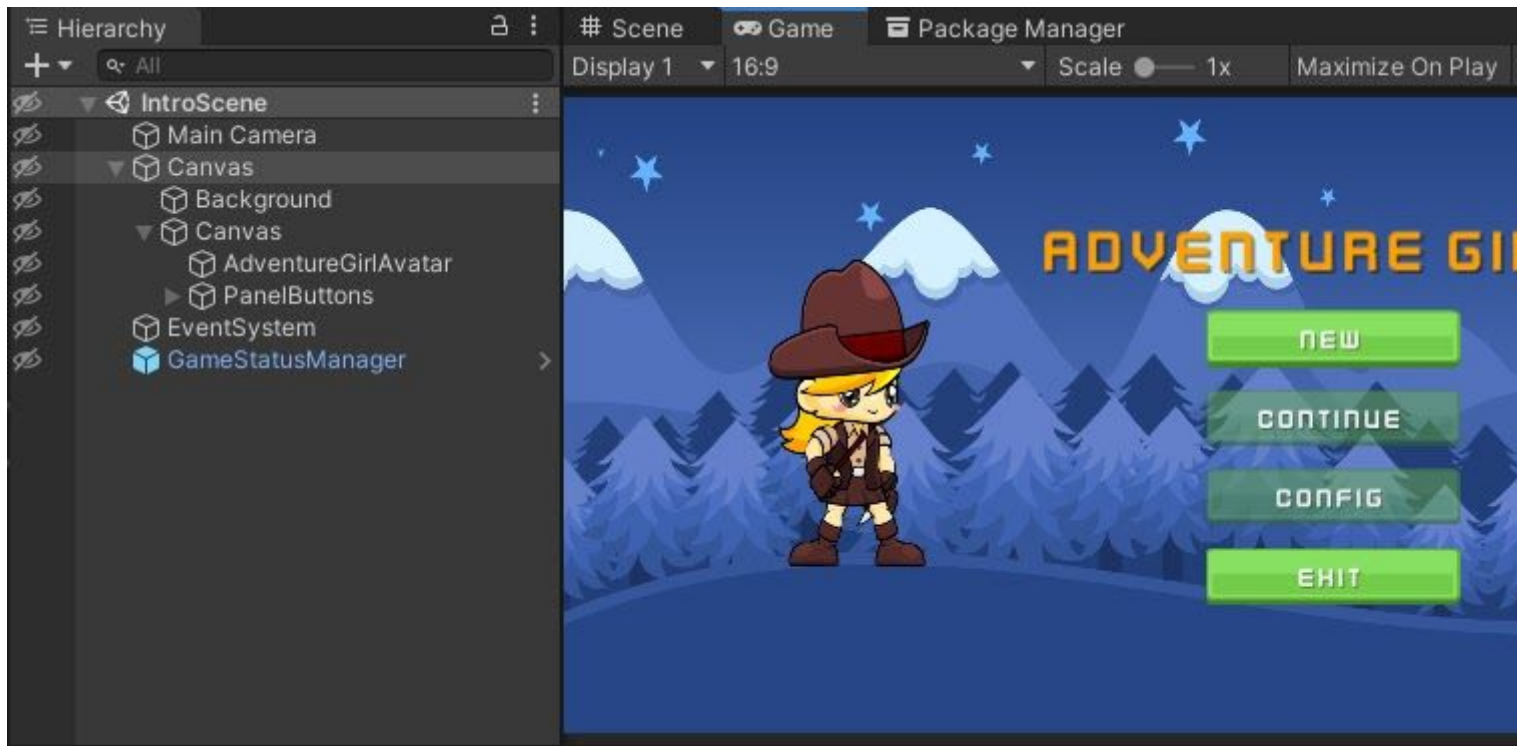 Hierarchy
All
IntroScene
Main Camera
Canvas
Background
Canvas
AdventureGirlAvatar
PanelButtons
EventSystem
GameStatusManager
Scene Game Package Manager
Display 1 16:9 Scale 1x Maximize On Play
ADVENTURE GI
NEW
CONTINUE
CONFIG
EXIT